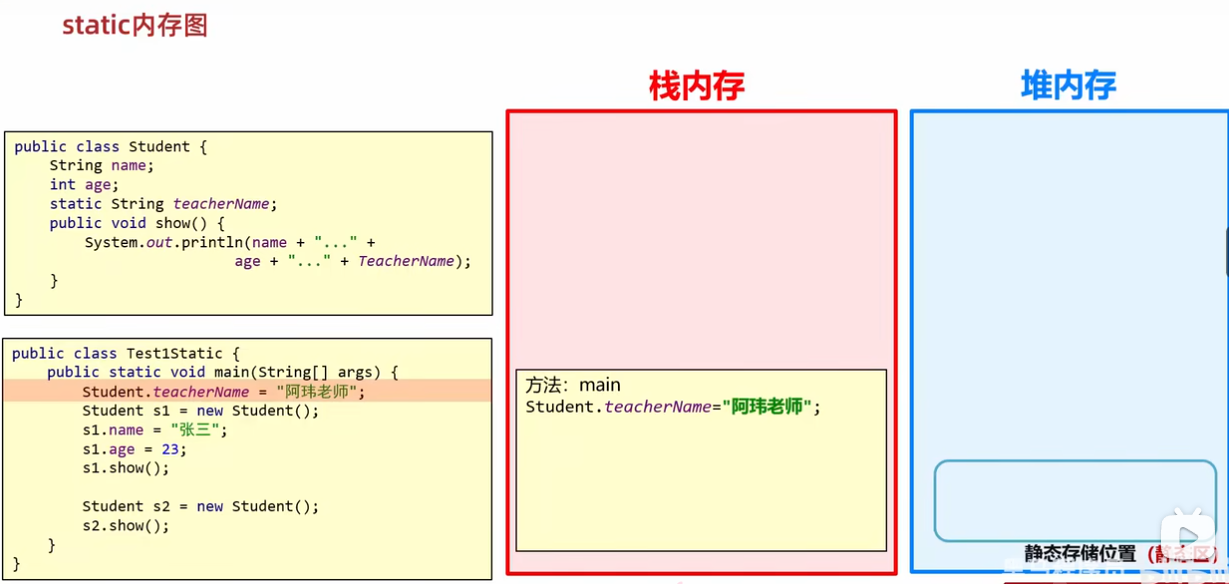 static内存图
栈内存
堆内存
public class Student {
String name;
int age;
static String teacherName;
public void show() {
System.out.println(name + "..." +
age + "..." + TeacherName);
}
}
public class Test1Static {
public static void main(String[] args) {
Student.teacherName = "阿玮老师";
Student s1 = new Student();
s1.name = "张三";
s1.age = 23;
s1.show();
Student s2 = new Student();
s2.show();
}
}
方法：main
Student.teacherName="阿玮老师";
静态存储位置（静态区）